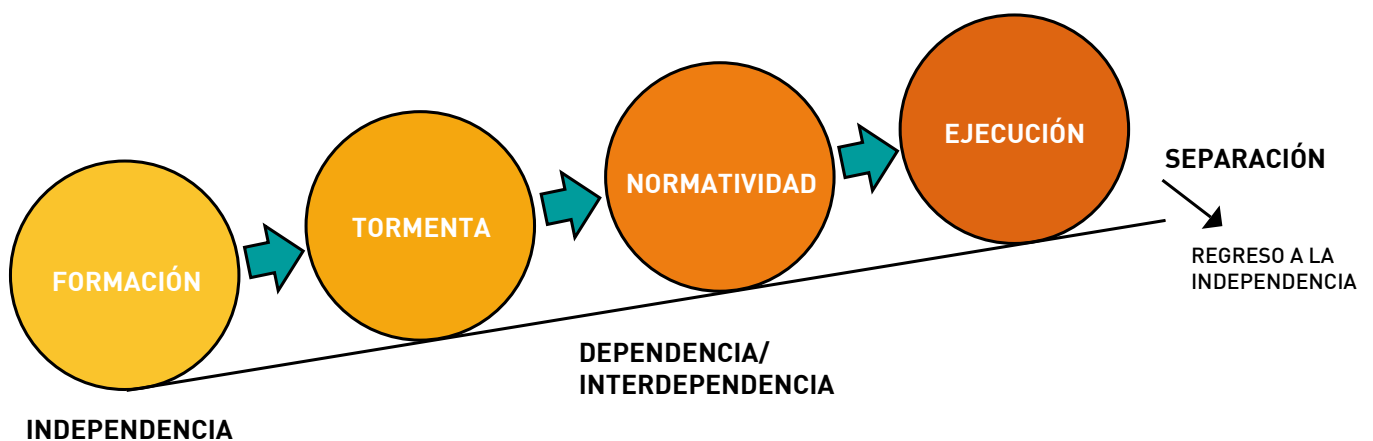 FORMACIÓN
TORMENTA
NORMATIVIDAD
EJECUCIÓN
SEPARACIÓN
REGRESO A LA
INDEPENDENCIA
DEPENDENCIA/
INTERDEPENDENCIA
INDEPENDENCIA